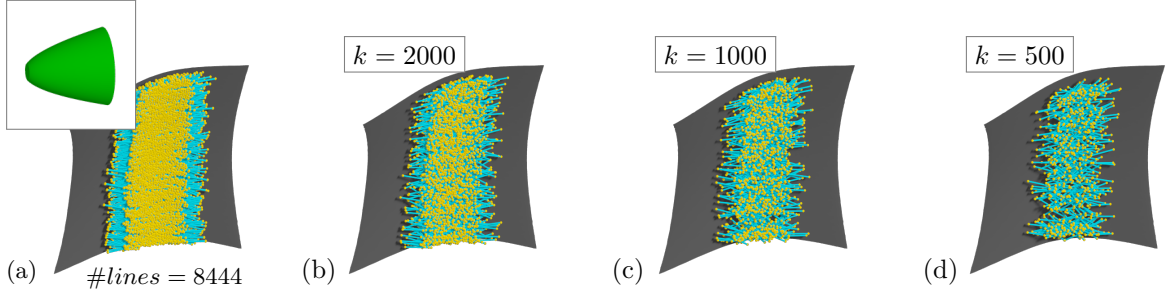 k = 2000
k = 1000
k = 500
(a)
#lines = 8444
(b)
(c)
(d)